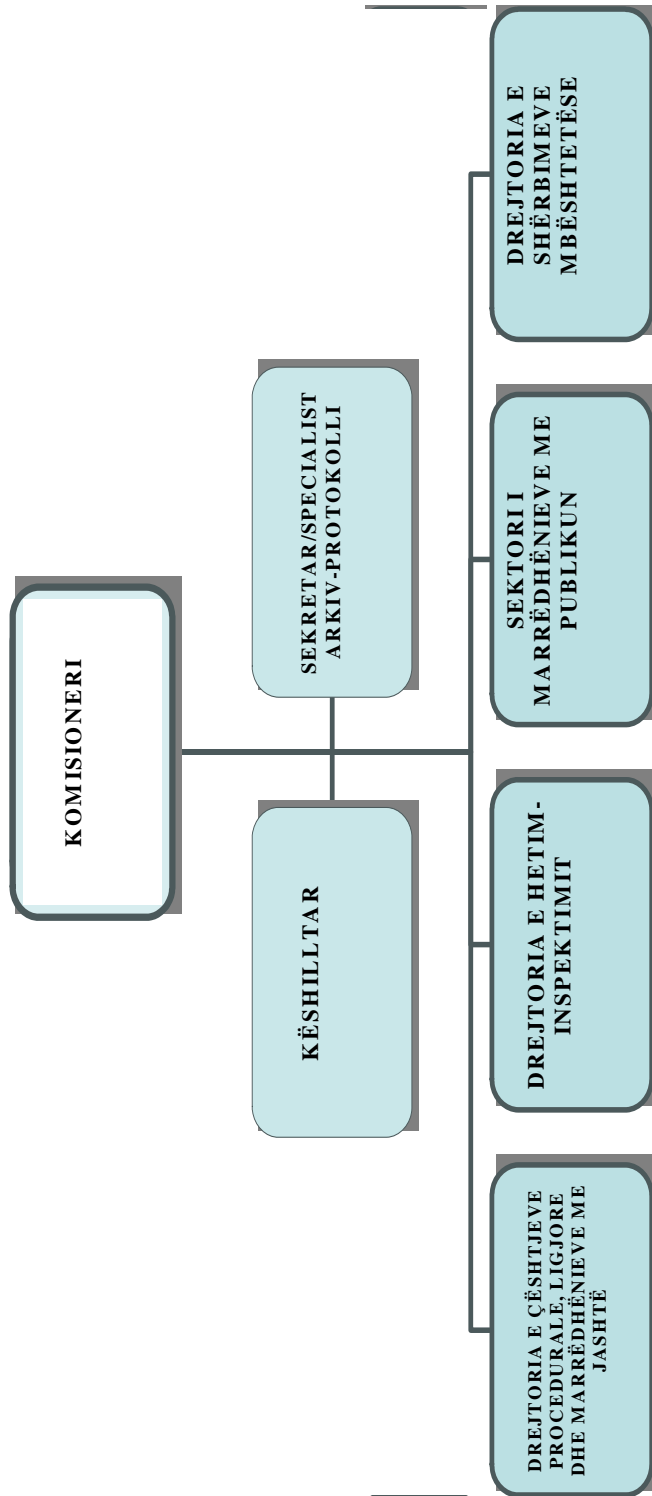 KOMISIONERI
KËSHILLTAR
SEKRETAR/SPECIALIST
ARKIV-PROTOKOLLI
DREJTORIA E ÇËSHTJEVE
PROCEDURALE, LIGJORE
DHE MARRËDHËNIEVE ME
JASHTË
DREJTORIA E HETIM-
INSPEKTIMIT
SEKTORI I
MARRËDHËNIEVE ME
PUBLIKUN
DREJTORIA E
SHËRBIMEVE
MBËSHTETËSE